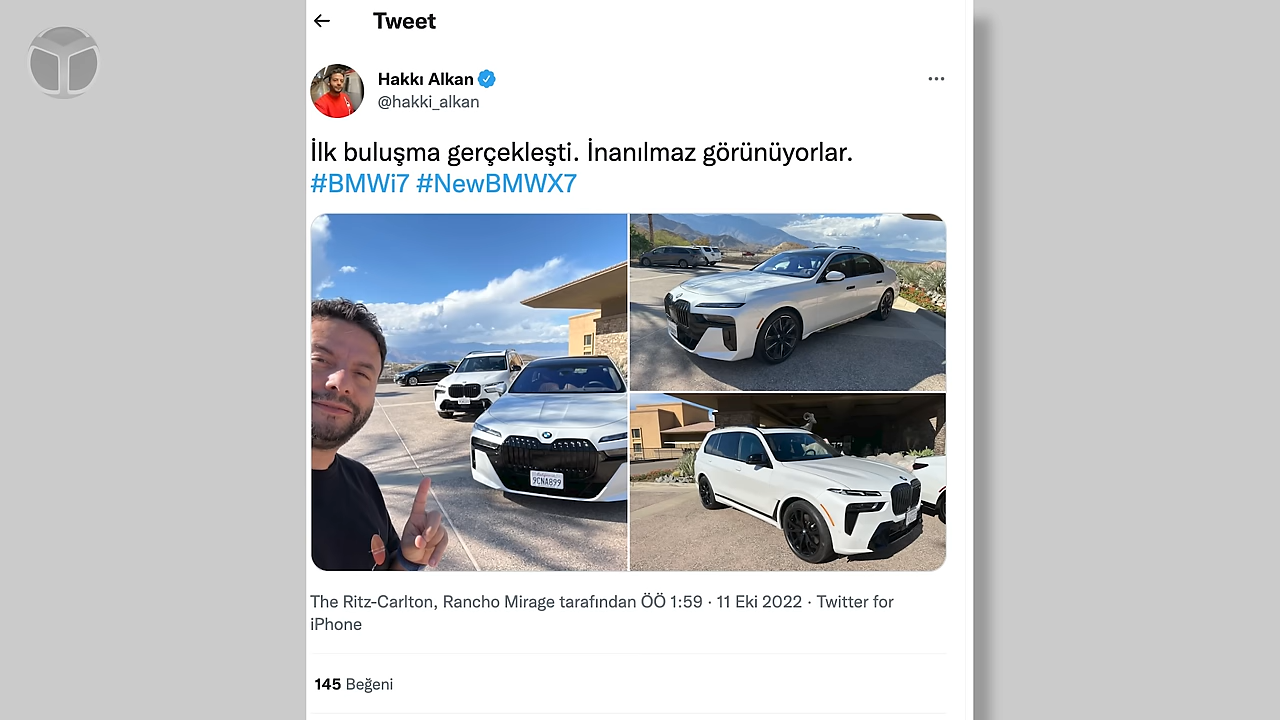 Tweet
Hakkı Alkan
@hakki_alkan
İlk buluşma gerçekleşti. İnanılmaz görünüyorlar.
#BMWi7 #NewBMWX7
9CNA899
The Ritz-Carlton, Rancho Mirage tarafından ÖÖ 1:59 · 11 Eki 2022 · Twitter for
iPhone
145 Beğeni